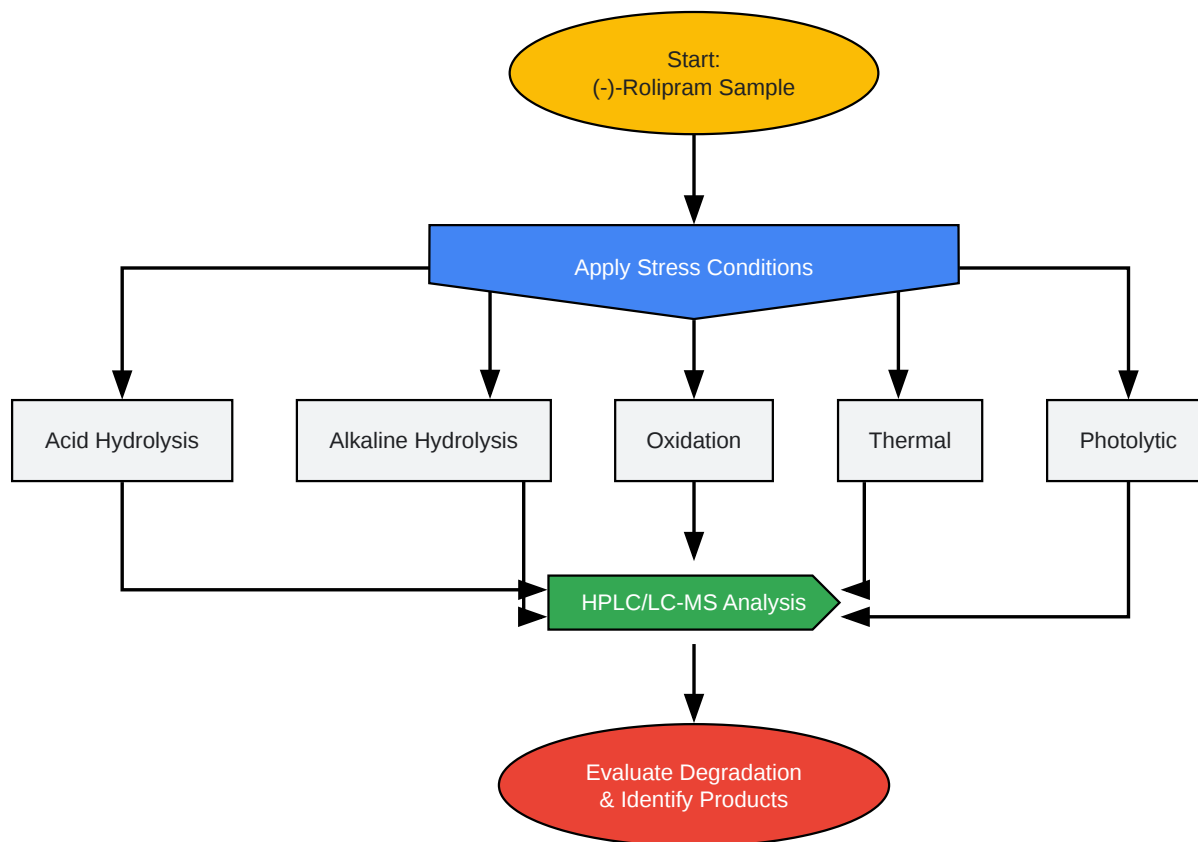 Start:
(-)-Rolipram Sample
Apply Stress Conditions
Acid Hydrolysis
Alkaline Hydrolysis
Oxidation
Thermal
Photolytic
HPLC/LC-MS Analysis
Evaluate Degradation
& Identify Products